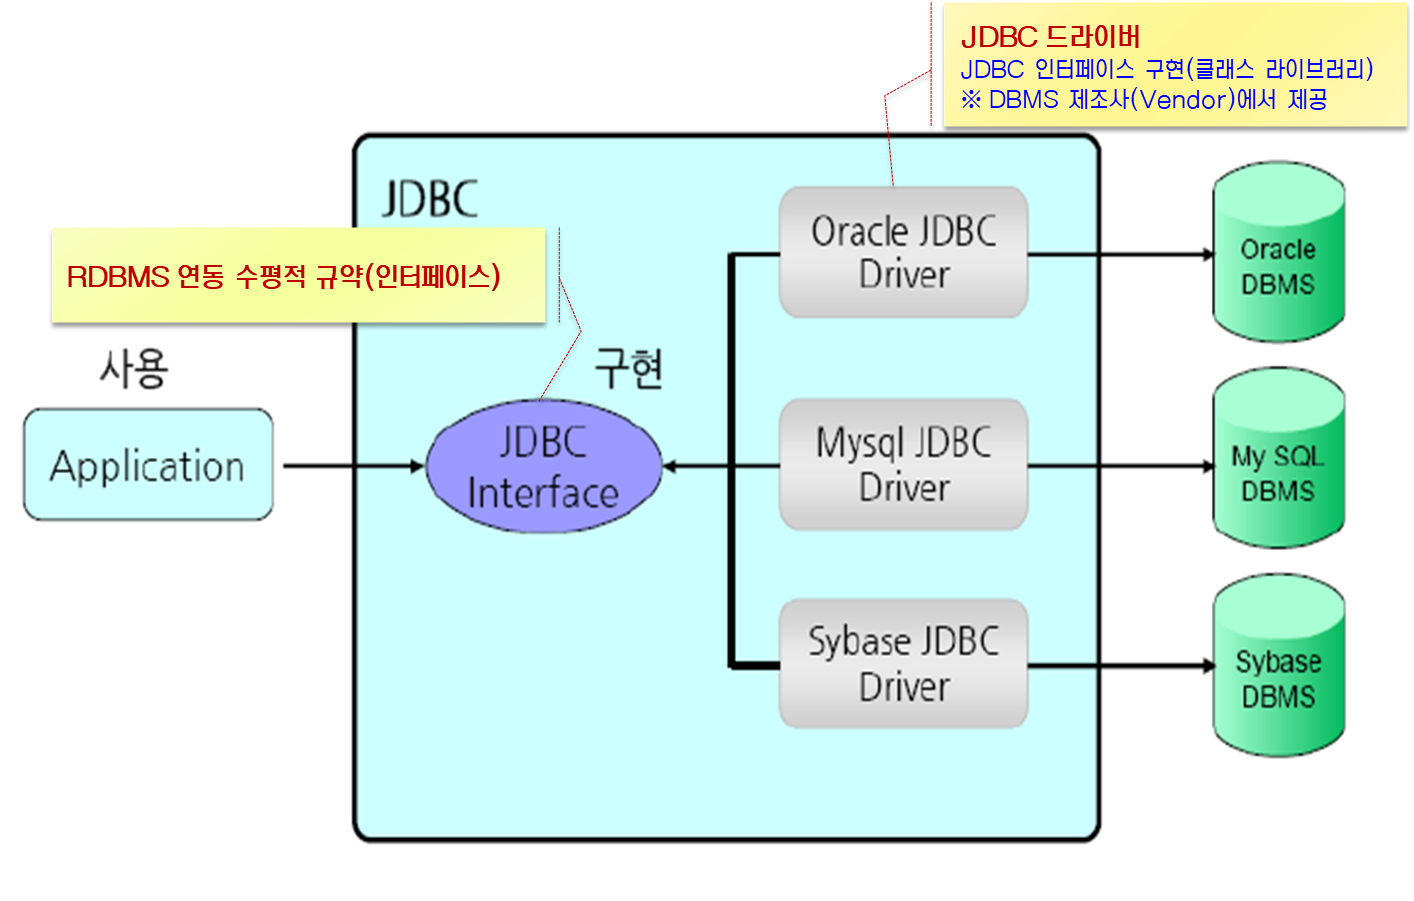 JDBC 드라이버
JDBC 인터페이스 구현(클래스 라이브러리)
※ DBMS 제조사(Vendor)에서 제공
JDBC
RDBMS 연동 수평적 규약(인터페이스)
사용
구현
Application
JDBC
Interface
Oracle JDBC
Driver
Mysql JDBC
Driver
Sybase JDBC
Driver
Oracle
DBMS
My SQL
DBMS
Sybase
DBMS